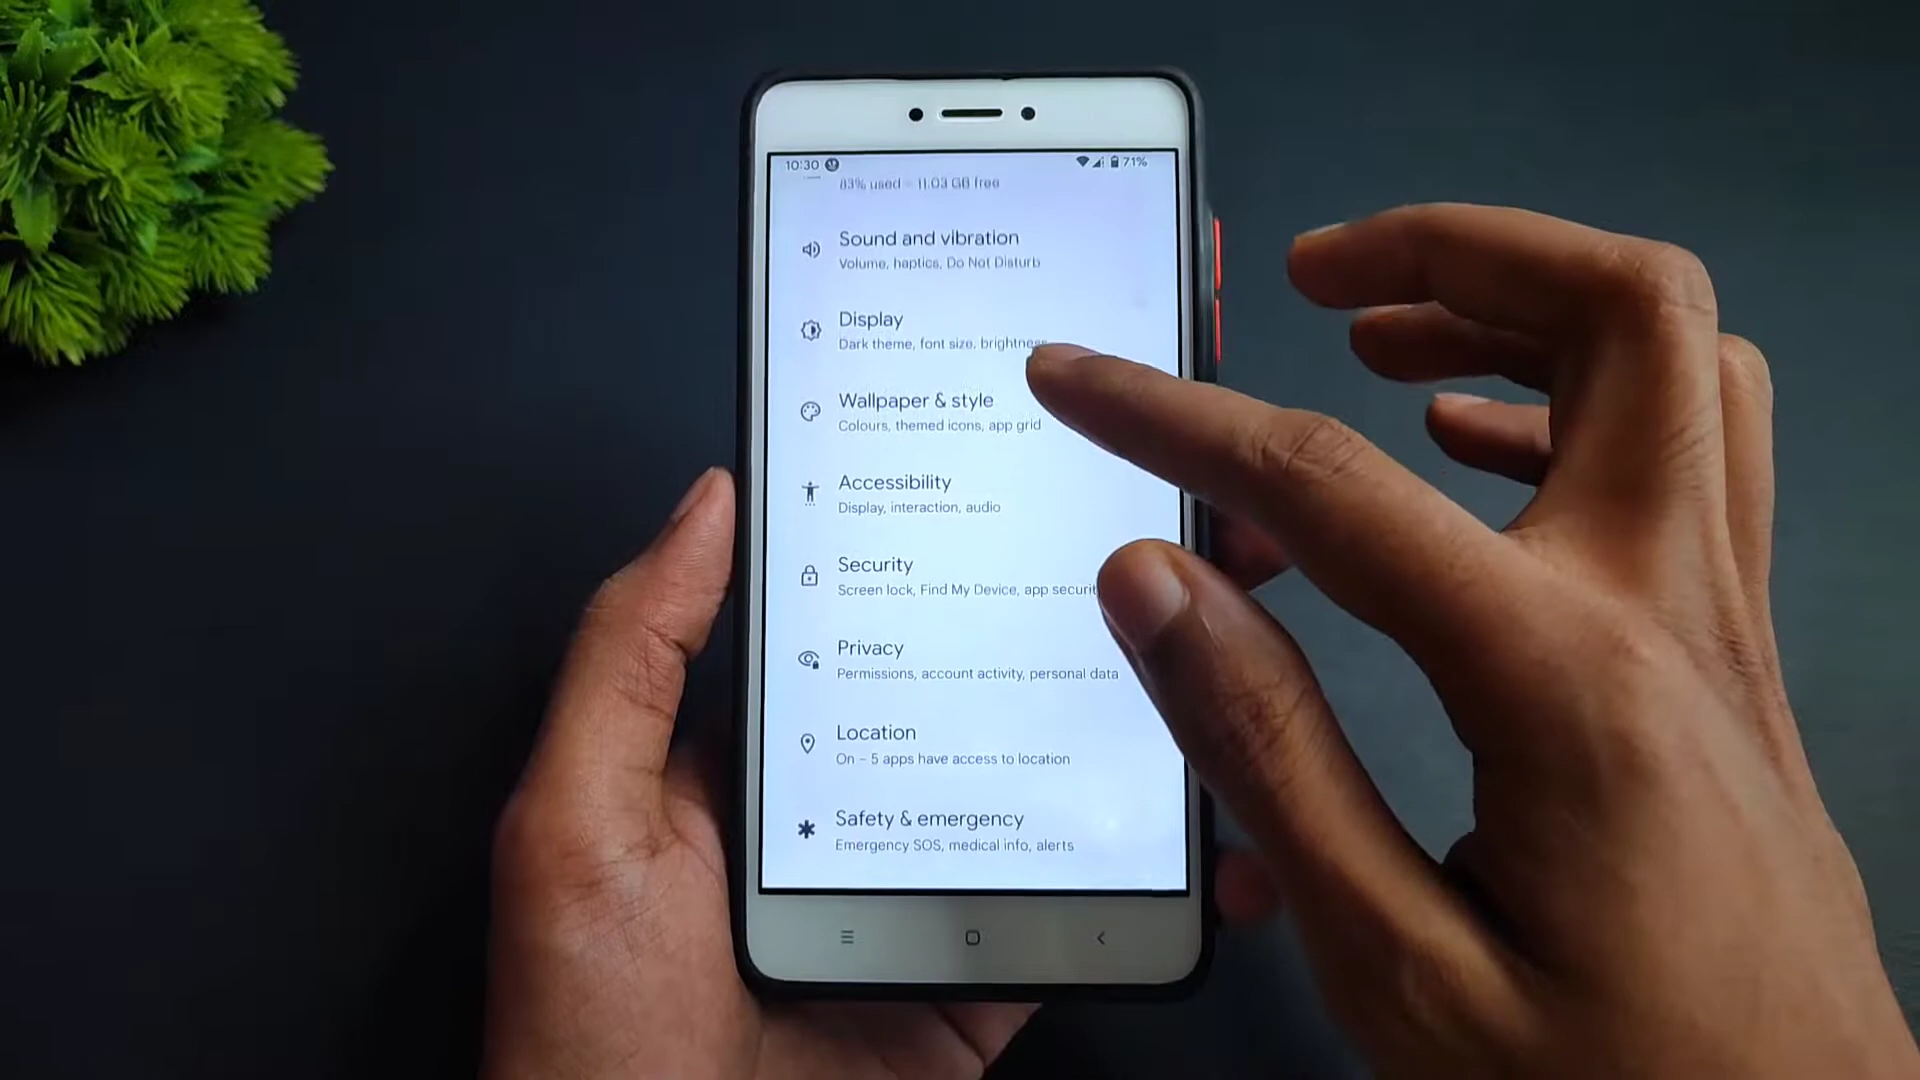 10:30 71%
83% used – 11.03 GB free
Sound and vibration
Volume, haptics, Do Not Disturb
Display
Dark theme, font size, brightness
Wallpaper & style
Colours, themed icons, app grid
Accessibility
Display, interaction, audio
Security
Screen lock, Find My Device, app securit
Privacy
Permissions, account activity, personal data
Location
On – 5 apps have access to location
Safety & emergency
Emergency SOS, medical info, alerts